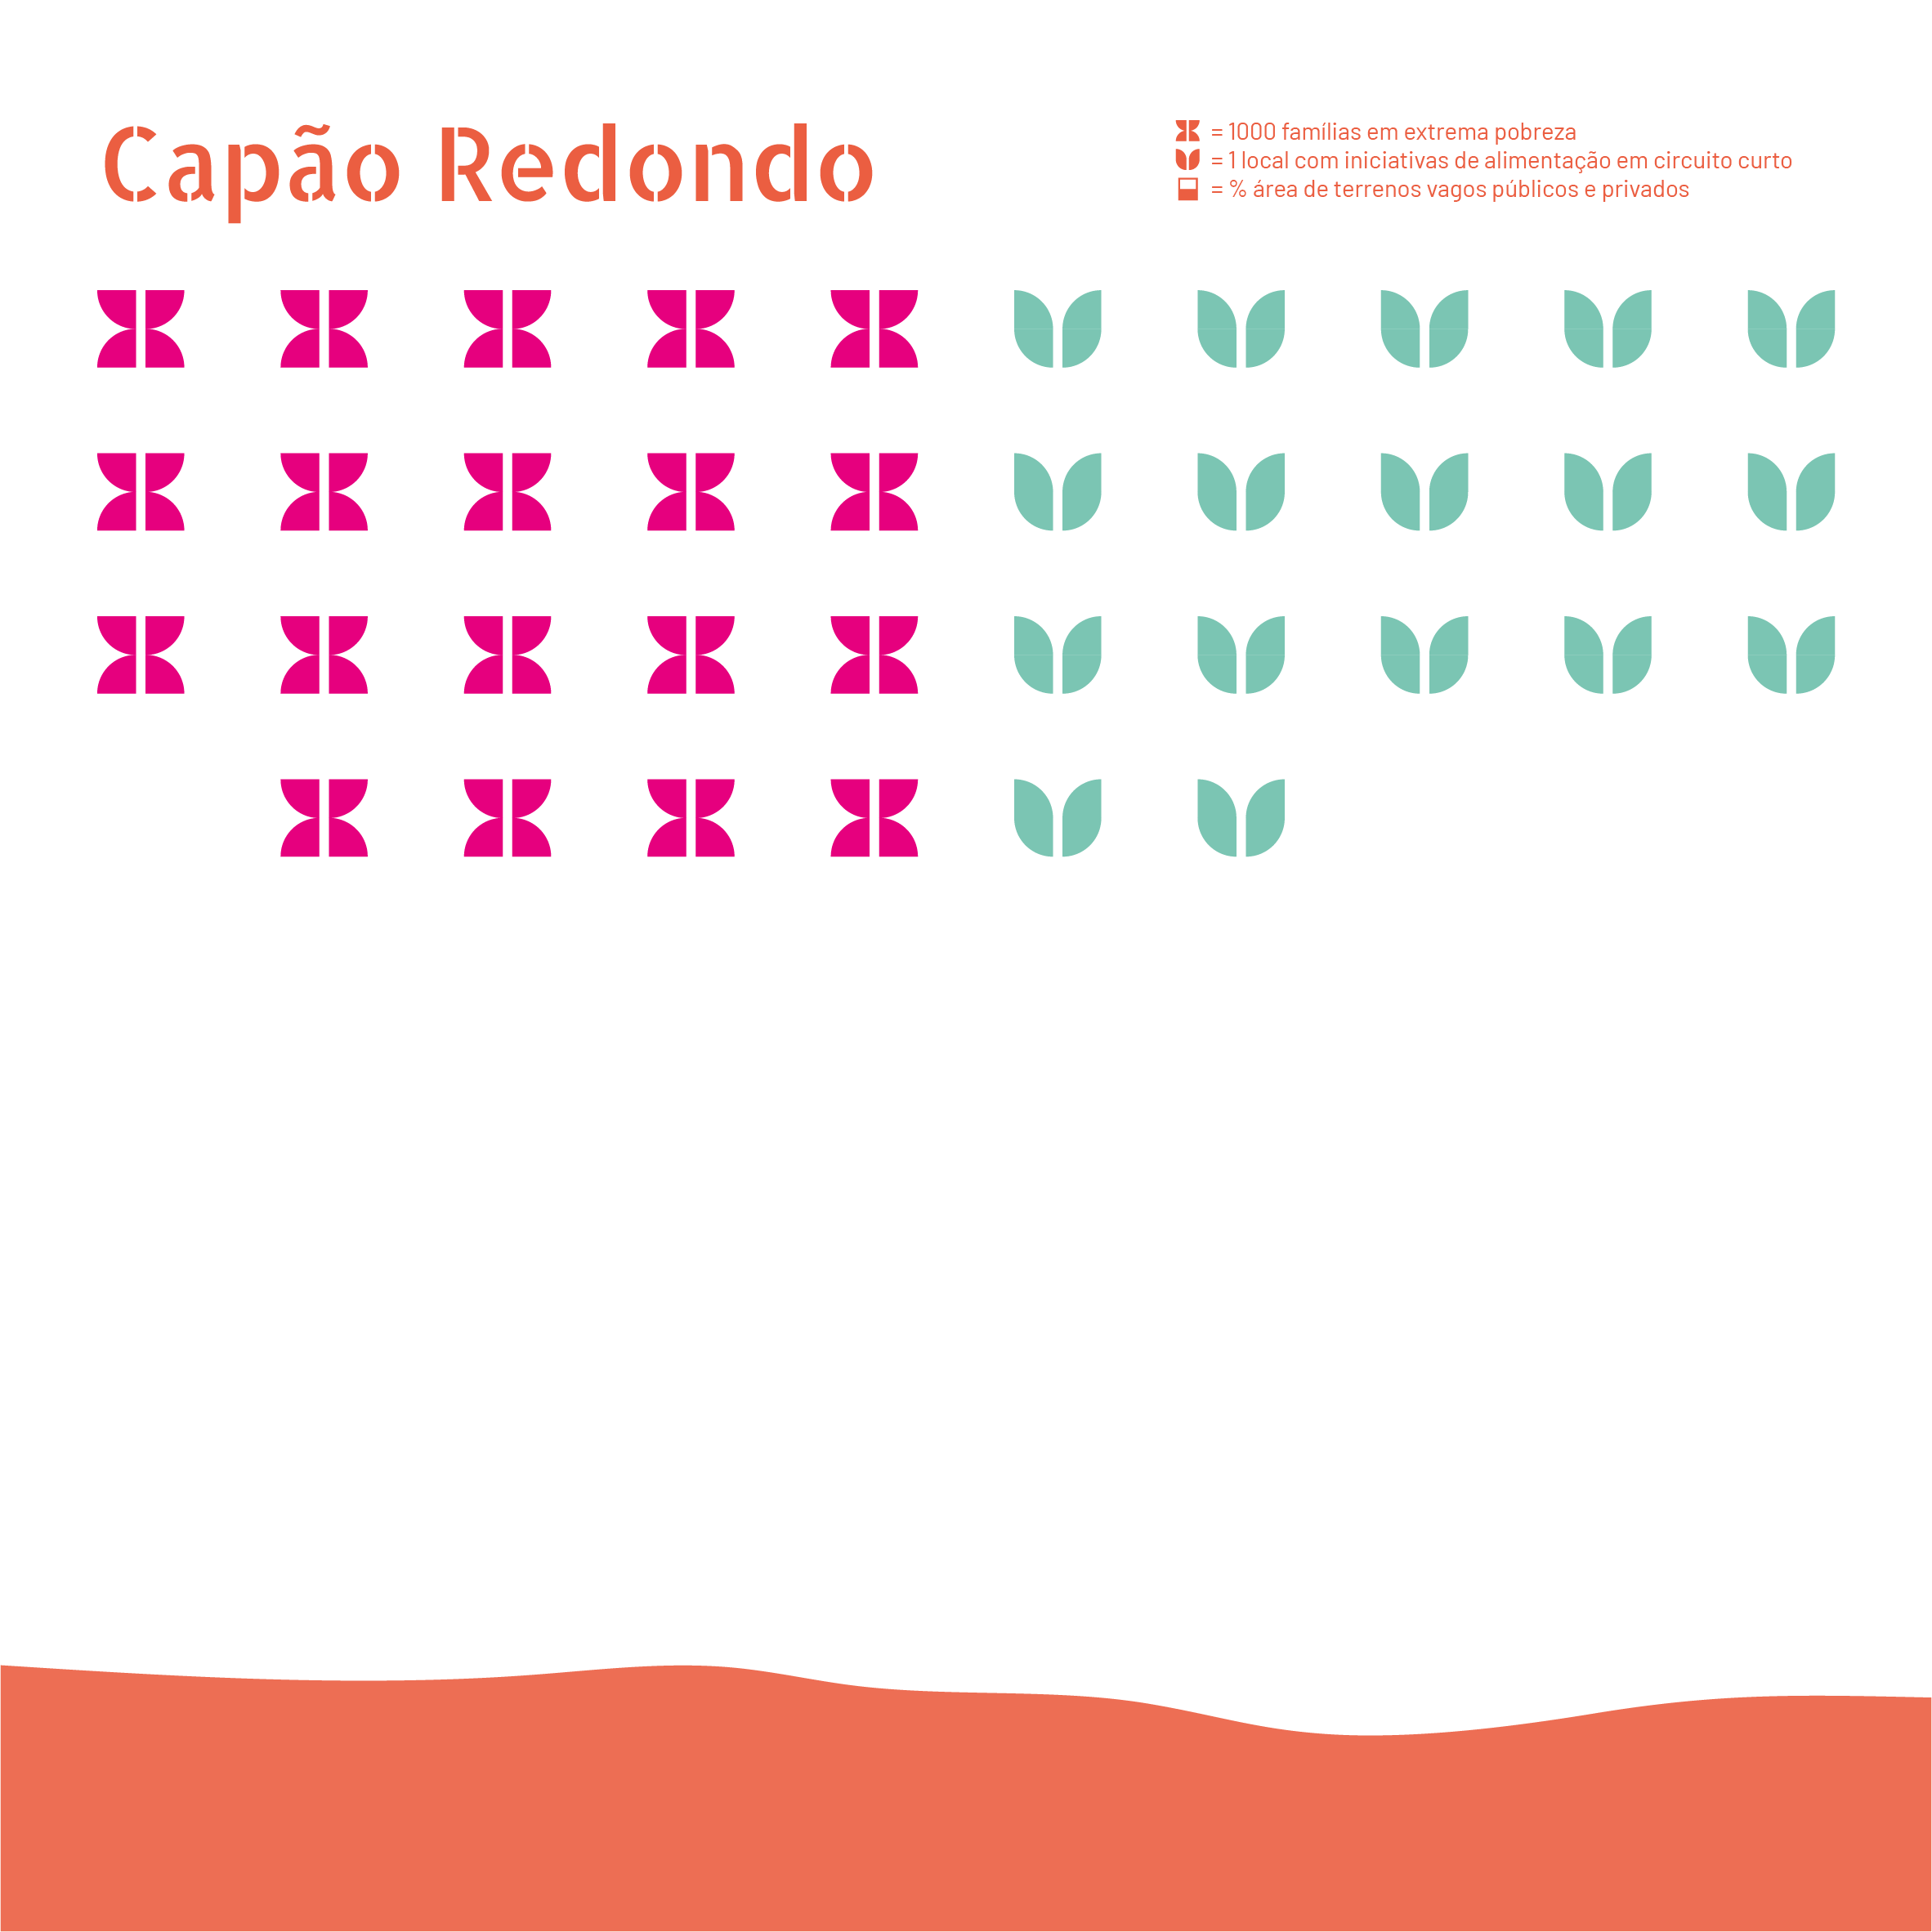 Capão Redondo
= 1000 famílias em extrema pobreza
= 1 local com iniciativas de alimentação em circuito curto
= % área de terrenos vagos públicos e privados